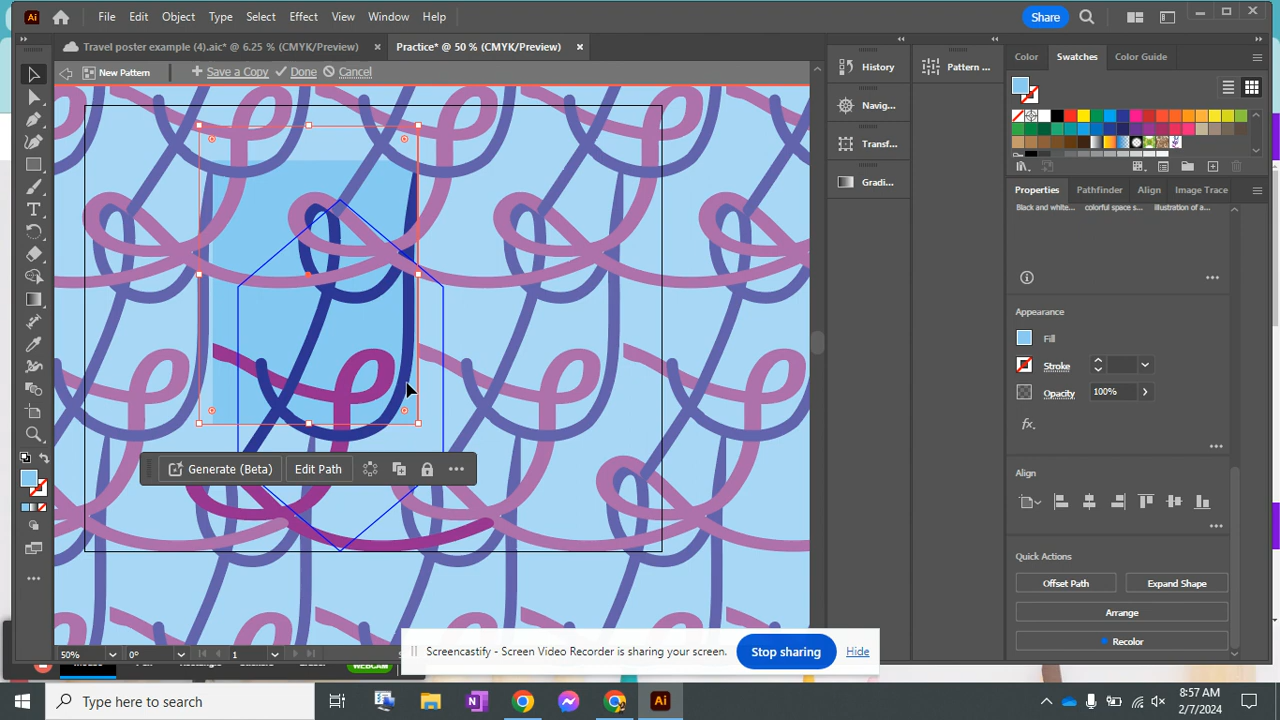 Ai File Edit Object Type Select Effect View Window Help Share
Travel poster example (4).aic* @ 6.25 % (CMYK/Preview) × Practice* @ 50 % (CMYK/Preview) ×
New Pattern + Save a Copy Done Cancel
History
Pattern ...
Navig...
Transf...
Gradi...
Color Swatches Color Guide
Properties Pathfinder Align Image Trace
Black and white... colorful space s... Illustration of a...
Appearance
Fill
Stroke
Opacity 100%
fx.
Align
Quick Actions
Offset Path Expand Shape
Arrange
Recolor
Generate (Beta) Edit Path
50% 0° 1
Screencastify - Screen Video Recorder is sharing your screen. Stop sharing Hide
WEBCAM
Type here to search
8:57 AM
2/7/2024